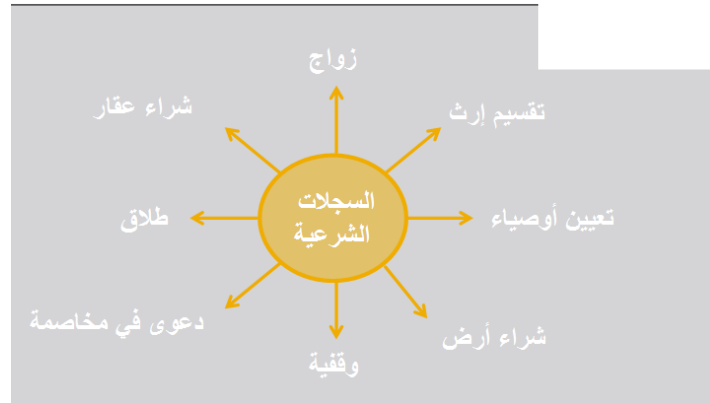 زواج
تقسيم إرث
شراء عقار
السجلات
الشرعية
تعيين أوصياء
طلاق
دعوى في مخاصمة
شراء أرض
وقفية